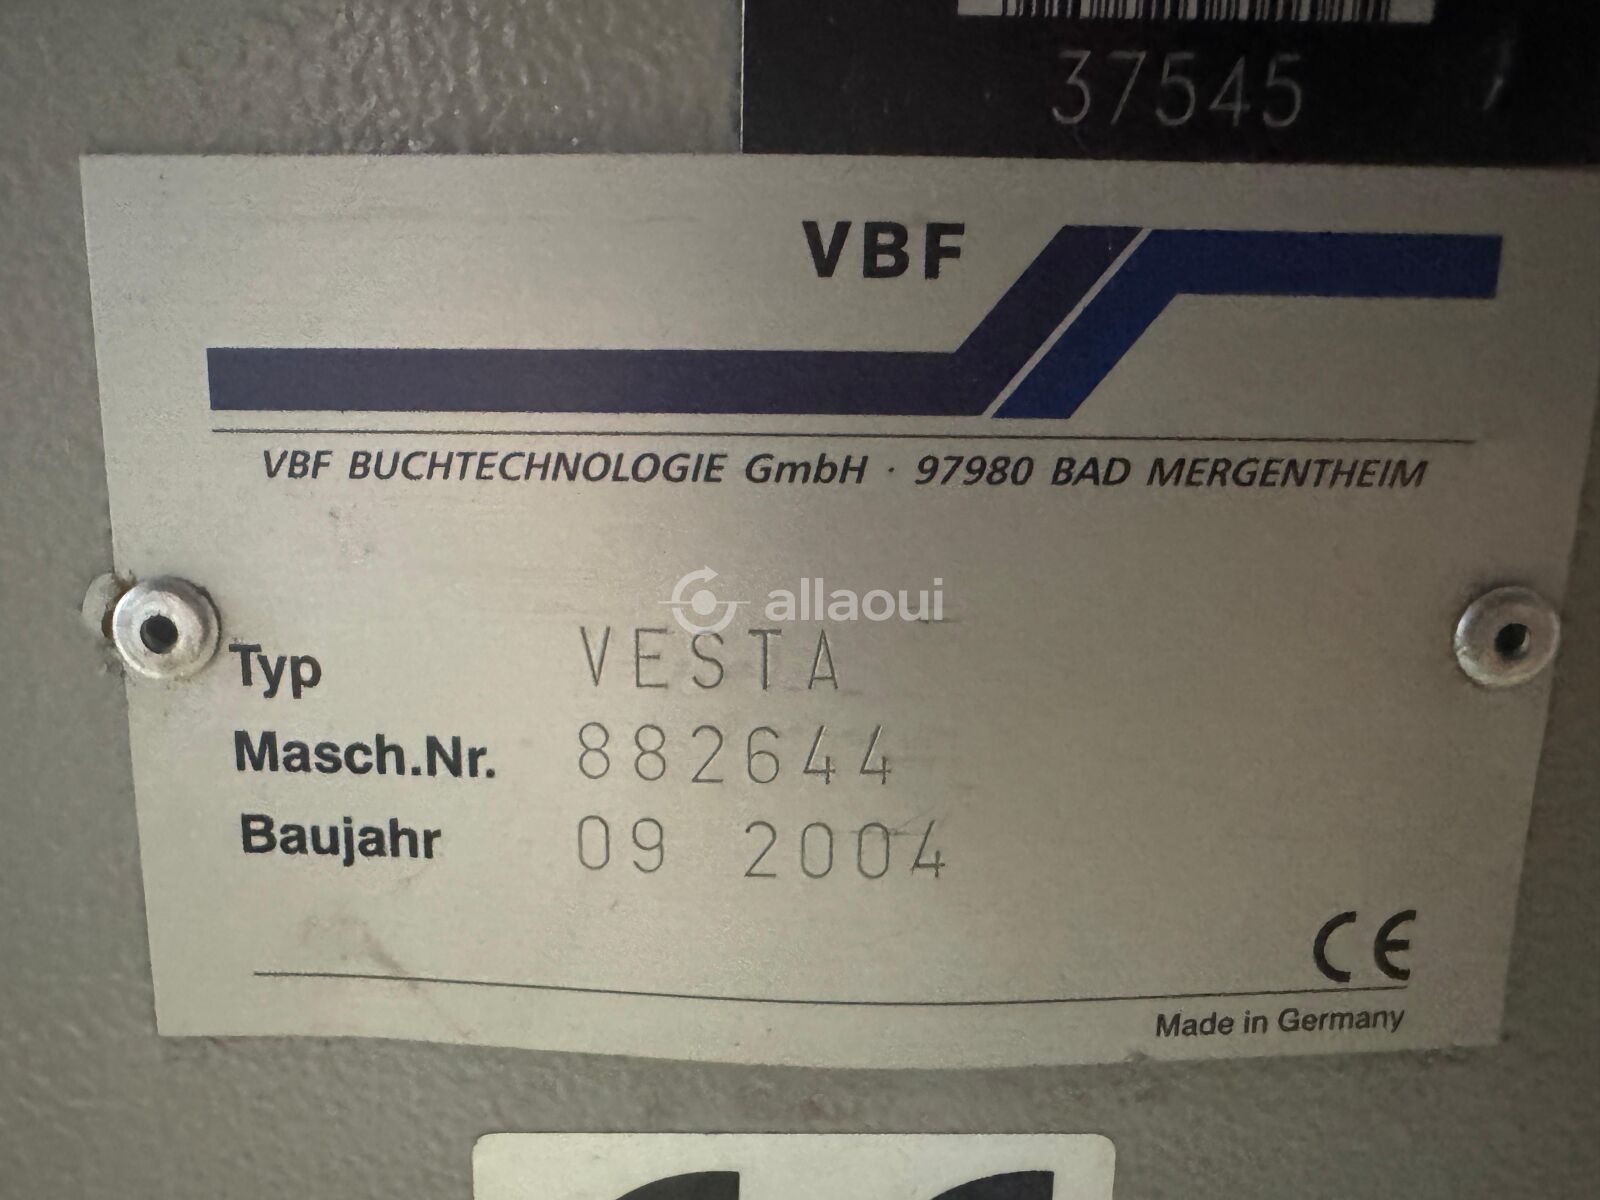 37545
VBF
VBF BUCHTECHNOLOGIE GmbH · 97980 BAD MERGENTHEIM
allaoui
Typ VESTA
Masch.Nr. 882644
Baujahr 09 2004
CE
Made in Germany